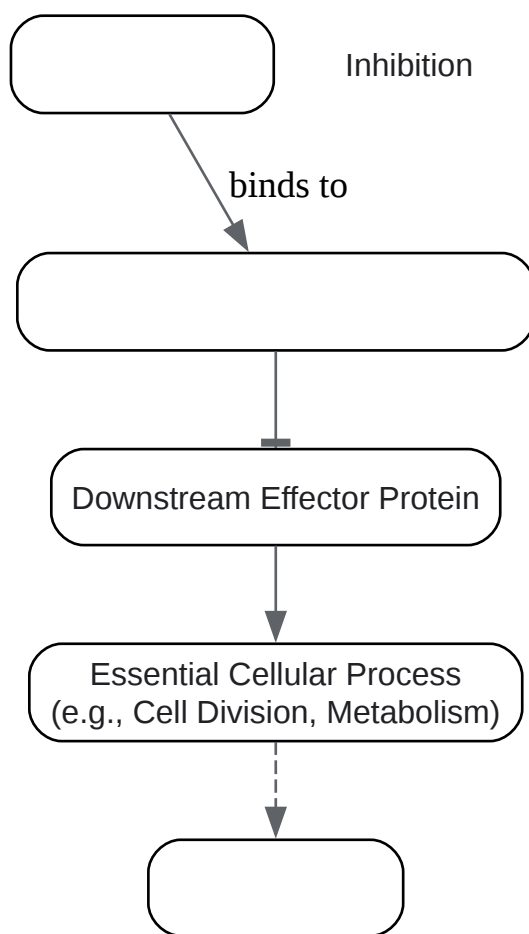 Inhibition
binds to
Downstream Effector Protein
Essential Cellular Process
(e.g., Cell Division, Metabolism)